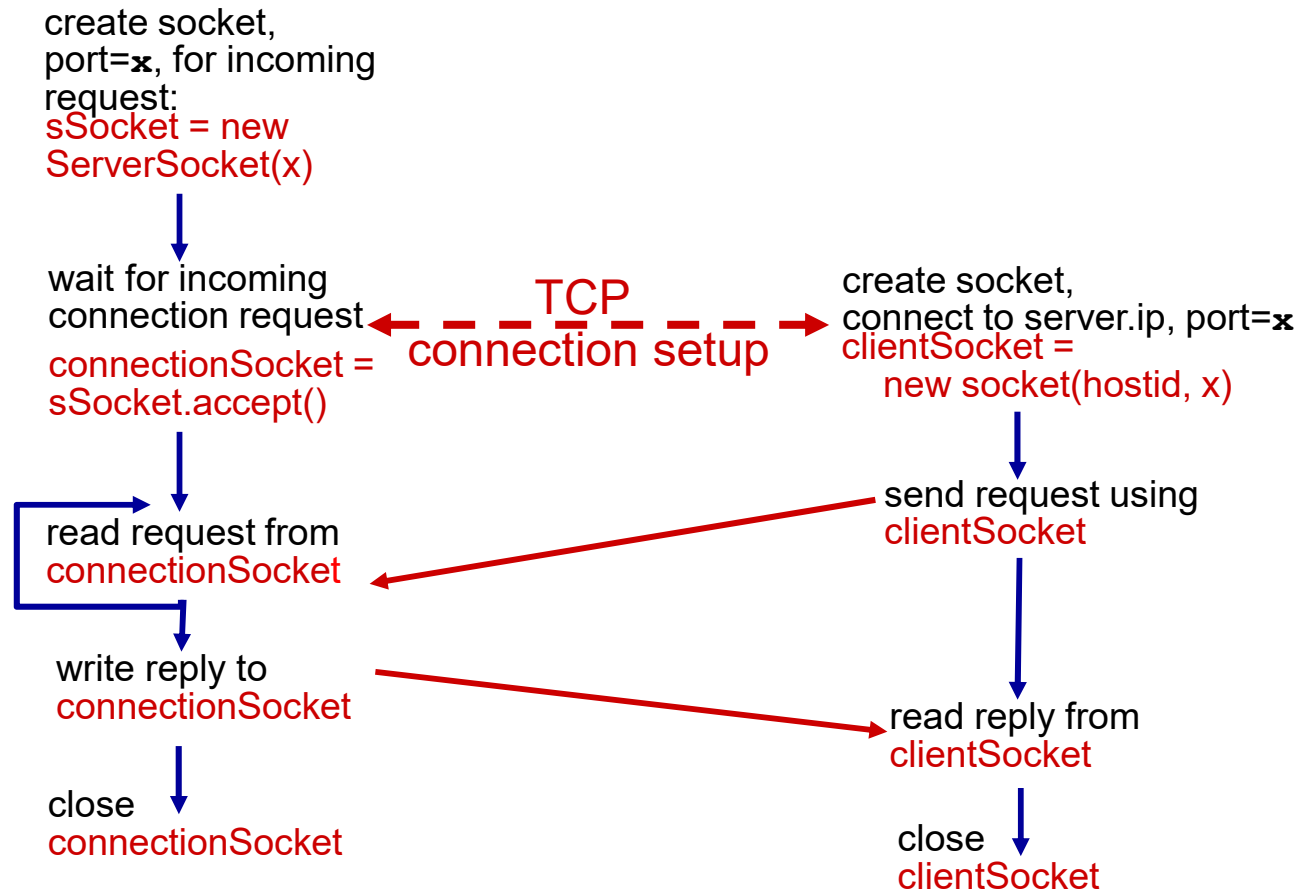 create socket,
port=x, for incoming
request:
sSocket = new
ServerSocket(x)
wait for incoming
connection request
connectionSocket =
sSocket.accept()
TCP
connection setup
create socket,
connect to server.ip, port=x
clientSocket =
new socket(hostid, x)
read request from
connectionSocket
send request using
clientSocket
write reply to
connectionSocket
read reply from
clientSocket
close
connectionSocket
close
clientSocket